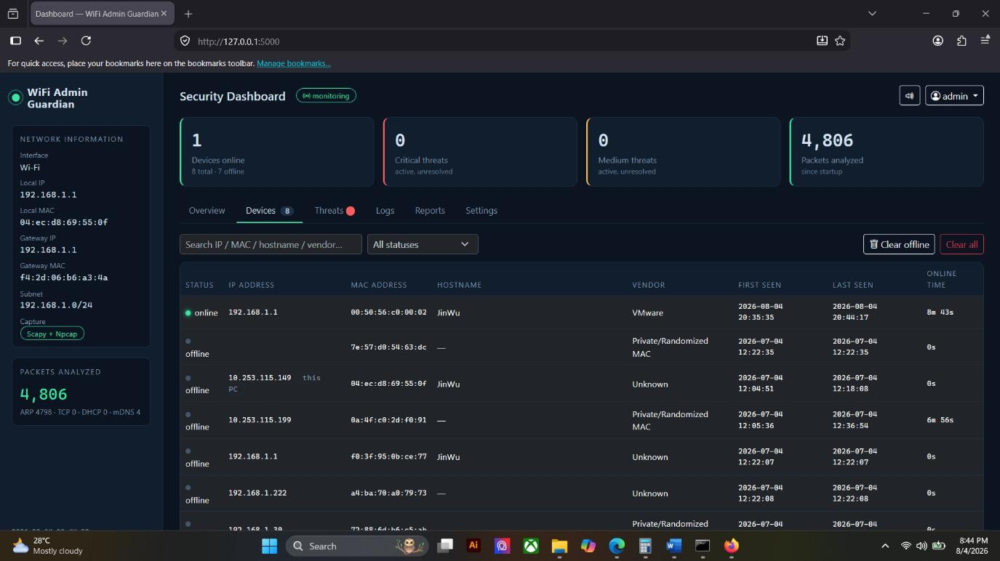 Dashboard — WiFi Admin Guardian
http://127.0.0.1:5000
For quick access, place your bookmarks here on the bookmarks toolbar. Manage bookmarks...
WiFi Admin
Guardian
NETWORK INFORMATION
Interface
Wi-Fi
Local IP
192.168.1.1
Local MAC
04:ec:d8:69:55:0f
Gateway IP
192.168.1.1
Gateway MAC
f4:2d:06:b6:a3:4a
Subnet
192.168.1.0/24
Capture
Scapy + Npcap
PACKETS ANALYZED
4,806
ARP 4798 · TCP 0 · DHCP 0 · mDNS 4
Security Dashboard monitoring
admin
1
Devices online
8 total · 7 offline
0
Critical threats
active, unresolved
0
Medium threats
active, unresolved
4,806
Packets analyzed
since startup
Overview Devices 8 Threats Logs Reports Settings
Search IP / MAC / hostname / vendor... All statuses Clear offline Clear all
STATUS IP ADDRESS MAC ADDRESS HOSTNAME VENDOR FIRST SEEN LAST SEEN ONLINE TIME
online 192.168.1.1 00:50:56:c0:00:02 JinWu VMware 2026-08-04 20:35:35 2026-08-04 20:44:17 8m 43s
offline 7e:57:d0:54:63:dc — Private/Randomized MAC 2026-07-04 12:22:35 2026-07-04 12:22:35 0s
offline 10.253.115.149 this PC 04:ec:d8:69:55:0f JinWu Unknown 2026-07-04 12:04:51 2026-07-04 12:18:08 0s
offline 10.253.115.199 0a:4f:c0:2d:f0:91 — Private/Randomized MAC 2026-07-04 12:05:36 2026-07-04 12:36:54 6m 56s
offline 192.168.1.1 f0:3f:95:0b:ce:77 JinWu Unknown 2026-07-04 12:22:07 2026-07-04 12:22:07 0s
offline 192.168.1.222 a4:ba:70:a0:79:73 — Unknown 2026-07-04 12:22:08 2026-07-04 12:22:08 0s
Private/Randomized 2026-07-04 2026-07-04
28°C
Mostly cloudy
Search
8:44 PM
8/4/2026